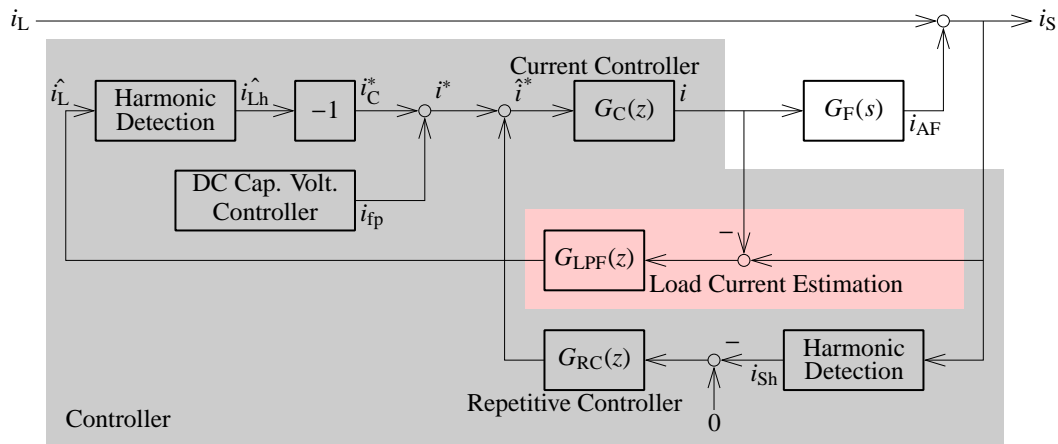 i_L
i_S
Current Controller
î_L
Harmonic
Detection
î_Lh
−1
i*_C
i*
î*
G_C(z)
i
G_F(s)
i_AF
DC Cap. Volt.
Controller
i_fp
−
G_LPF(z)
Load Current Estimation
G_RC(z)
−
i_Sh
Harmonic
Detection
Repetitive Controller
0
Controller